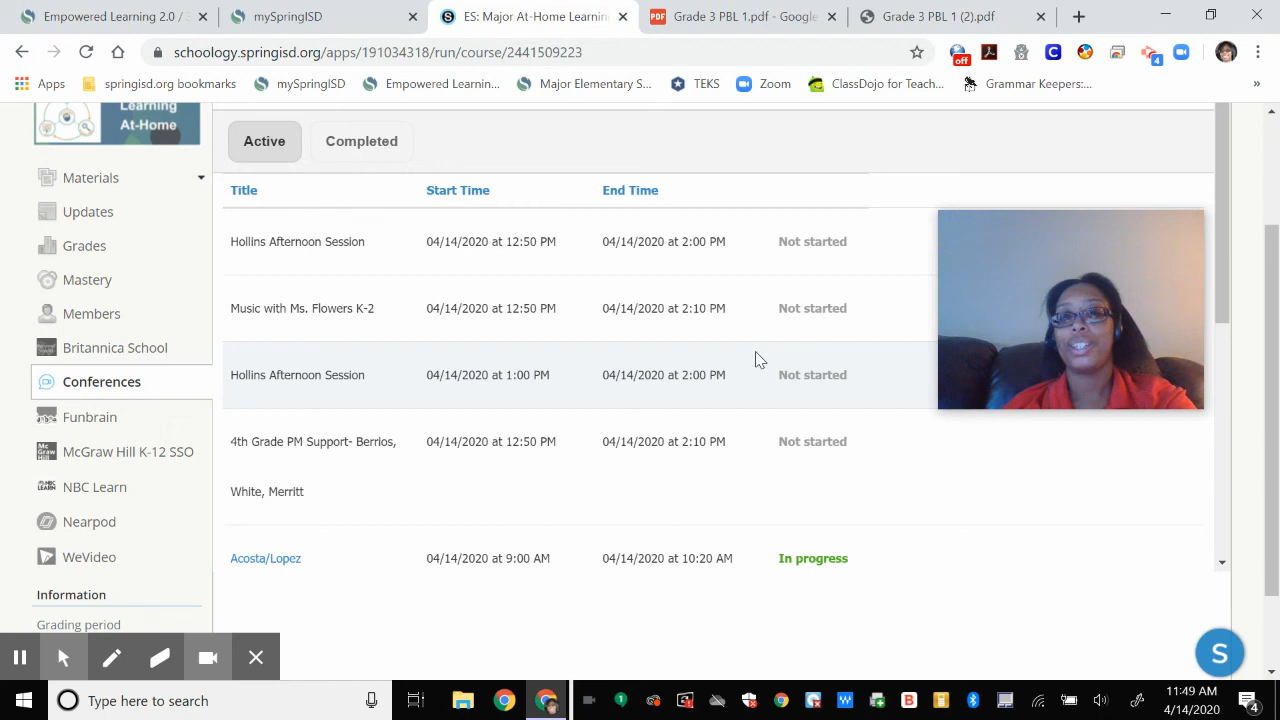 Empowered Learning 2.0 / S
mySpringISD
ES: Major At-Home Learning
PDF
Grade 3 PBL 1.pdf - Google
Grade 3 PBL 1 (2).pdf
schoology.springisd.org/apps/191034318/run/course/2441509223
off
4
Apps
springisd.org bookmarks
mySpringISD
Empowered Learnin...
Major Elementary S...
TEKS
Zoom
ClassDojo for Teach...
Grammar Keepers:...
»
Learning
At-Home
Active
Completed
Materials
Updates
Grades
Mastery
Members
Britannica School
Conferences
Funbrain
McGraw Hill K-12 SSO
NBC Learn
Nearpod
WeVideo
Information
Grading period
Title Start Time End Time
Hollins Afternoon Session 04/14/2020 at 12:50 PM 04/14/2020 at 2:00 PM Not started
Music with Ms. Flowers K-2 04/14/2020 at 12:50 PM 04/14/2020 at 2:10 PM Not started
Hollins Afternoon Session 04/14/2020 at 1:00 PM 04/14/2020 at 2:00 PM Not started
4th Grade PM Support- Berrios, 04/14/2020 at 12:50 PM 04/14/2020 at 2:10 PM Not started
White, Merritt
Acosta/Lopez 04/14/2020 at 9:00 AM 04/14/2020 at 10:20 AM In progress
S
Type here to search
11:49 AM
4/14/2020
4